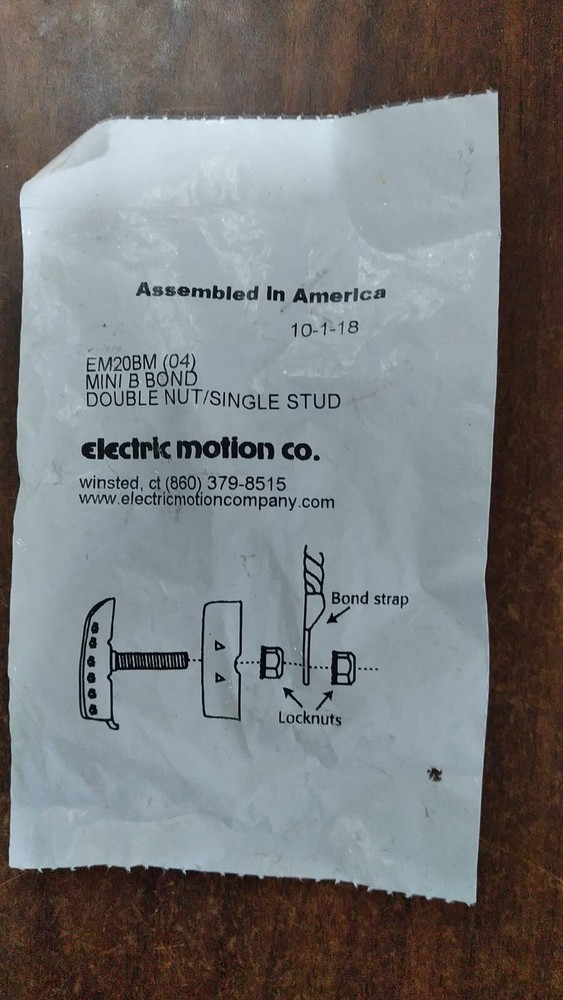 Assembled In America
10-1-18
EM20BM (04)
MINI B BOND
DOUBLE NUT/SINGLE STUD
electric motion co.
winsted, ct (860) 379-8515
www.electricmotioncompany.com
Bond strap
Locknuts